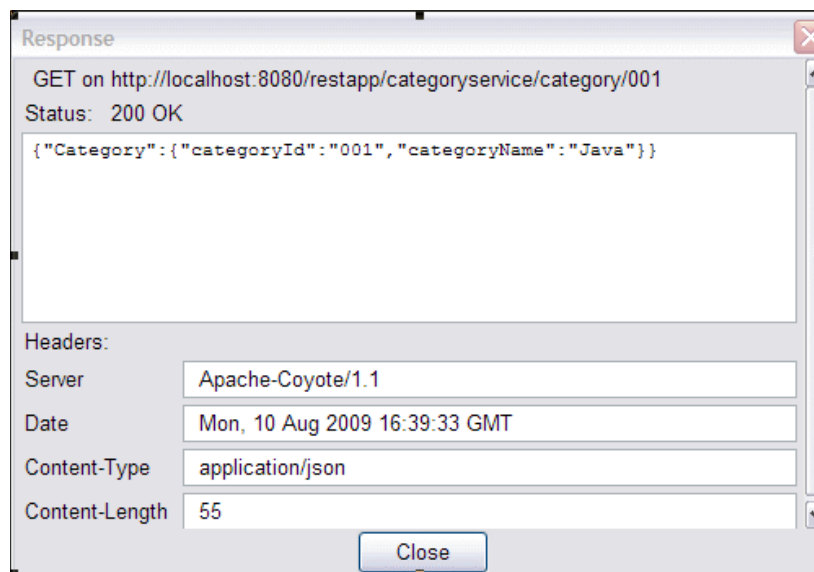 Response
GET on http://localhost:8080/restapp/categoryservice/category/001
Status: 200 OK
{"Category":{"categoryId":"001","categoryName":"Java"}}
Headers:
Server Apache-Coyote/1.1
Date Mon, 10 Aug 2009 16:39:33 GMT
Content-Type application/json
Content-Length 55
Close